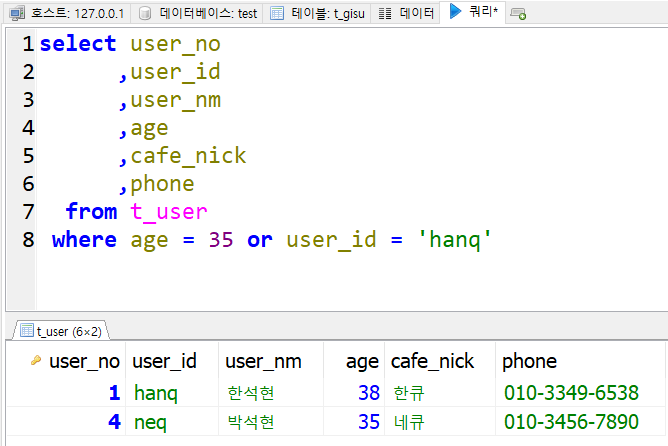 호스트: 127.0.0.1 데이터베이스: test 테이블: t_gisu 데이터 쿼리*
1 select user_no
2 ,user_id
3 ,user_nm
4 ,age
5 ,cafe_nick
6 ,phone
7 from t_user
8 where age = 35 or user_id = 'hanq'
t_user (6×2)
user_no user_id user_nm age cafe_nick phone
1 hanq 한석현 38 한큐 010-3349-6538
4 neq 박석현 35 네큐 010-3456-7890